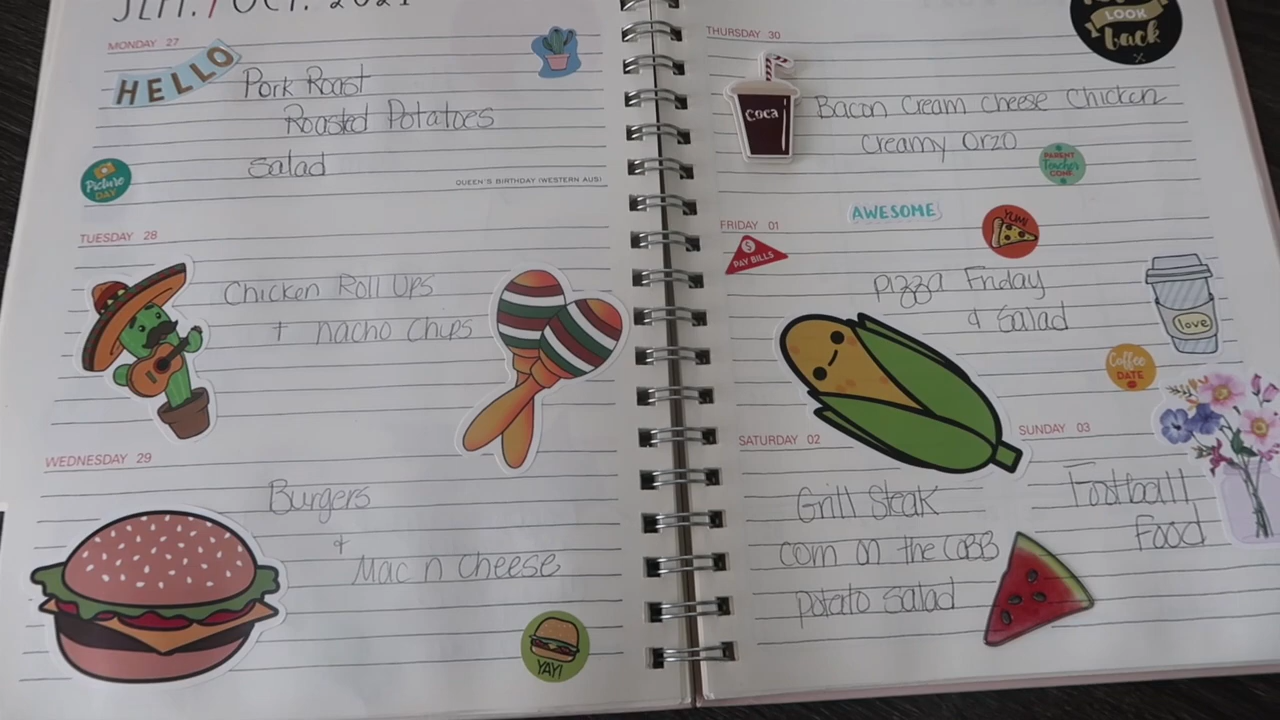 SEPT. / OCT. 2021
MONDAY 27
HELLO
Pork Roast
Roasted Potatoes
Salad
Picture
DAY
QUEEN'S BIRTHDAY (WESTERN AUS)
TUESDAY 28
Chicken Roll Ups
+ nacho chips
WEDNESDAY 29
Burgers
&
Mac n cheese
YAY!
THURSDAY 30
LOOK
back
x
coca
Bacon Cream cheese Chicken
Creamy Orzo
PARENT
Teacher
CONF
AWESOME
FRIDAY 01
YUM!
$
PAY BILLS
Pizza Friday
& Salad
love
Coffee
DATE
SATURDAY 02
Grill Steak
corn on the CoBB
potato salad
SUNDAY 03
Football
Food